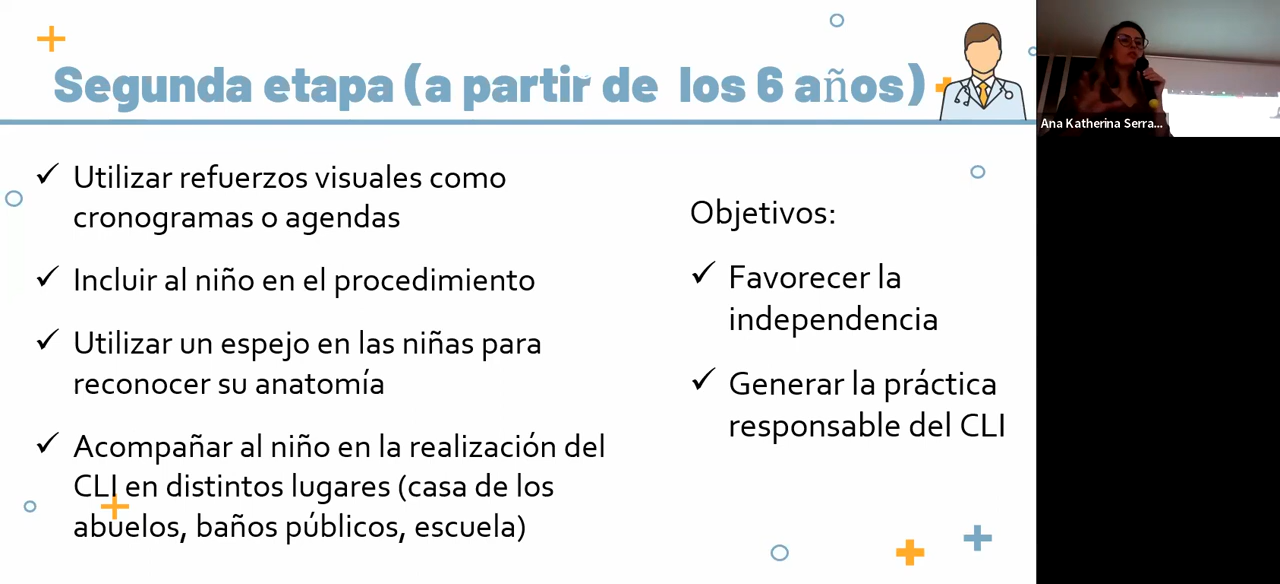 Segunda etapa (a partir de los 6 años)
Utilizar refuerzos visuales como
cronogramas o agendas
Incluir al niño en el procedimiento
Utilizar un espejo en las niñas para
reconocer su anatomía
Acompañar al niño en la realización del
CLI en distintos lugares (casa de los
abuelos, baños públicos, escuela)
Objetivos:
Favorecer la
independencia
Generar la práctica
responsable del CLI
Ana Katherina Serra...